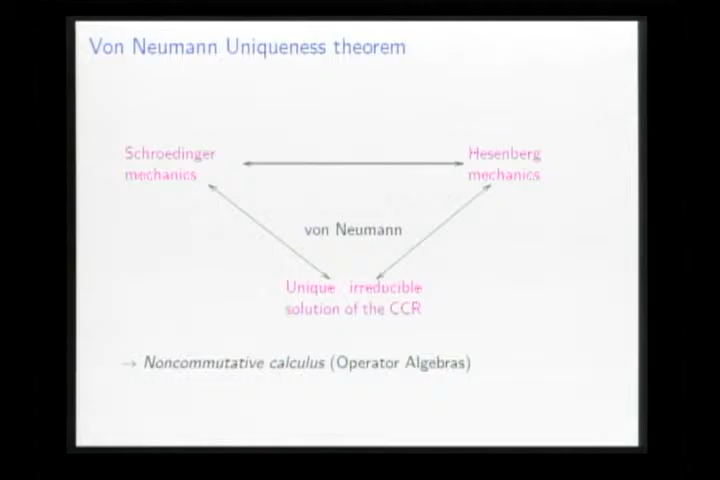 Von Neumann Uniqueness theorem
Schroedinger
mechanics
Hesenberg
mechanics
von Neumann
Unique irreducible
solution of the CCR
→ Noncommutative calculus (Operator Algebras)